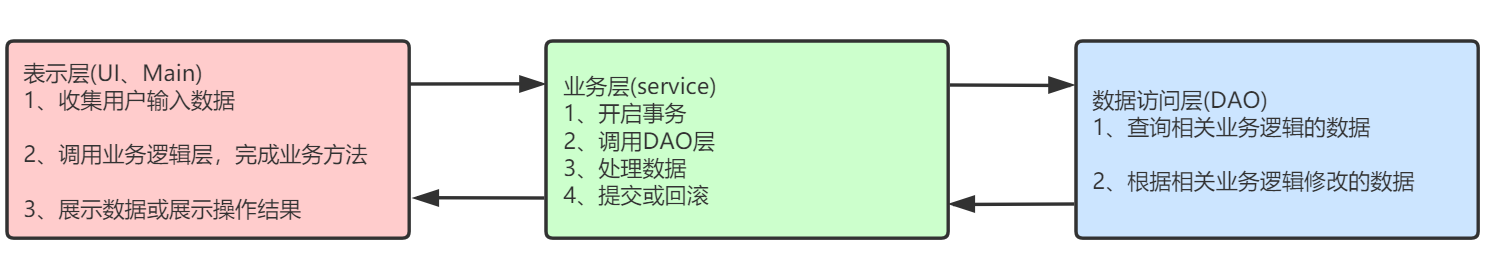 表示层(UI、Main)
1、收集用户输入数据
2、调用业务逻辑层，完成业务方法
3、展示数据或展示操作结果
业务层(service)
1、开启事务
2、调用DAO层
3、处理数据
4、提交或回滚
数据访问层(DAO)
1、查询相关业务逻辑的数据
2、根据相关业务逻辑修改的数据